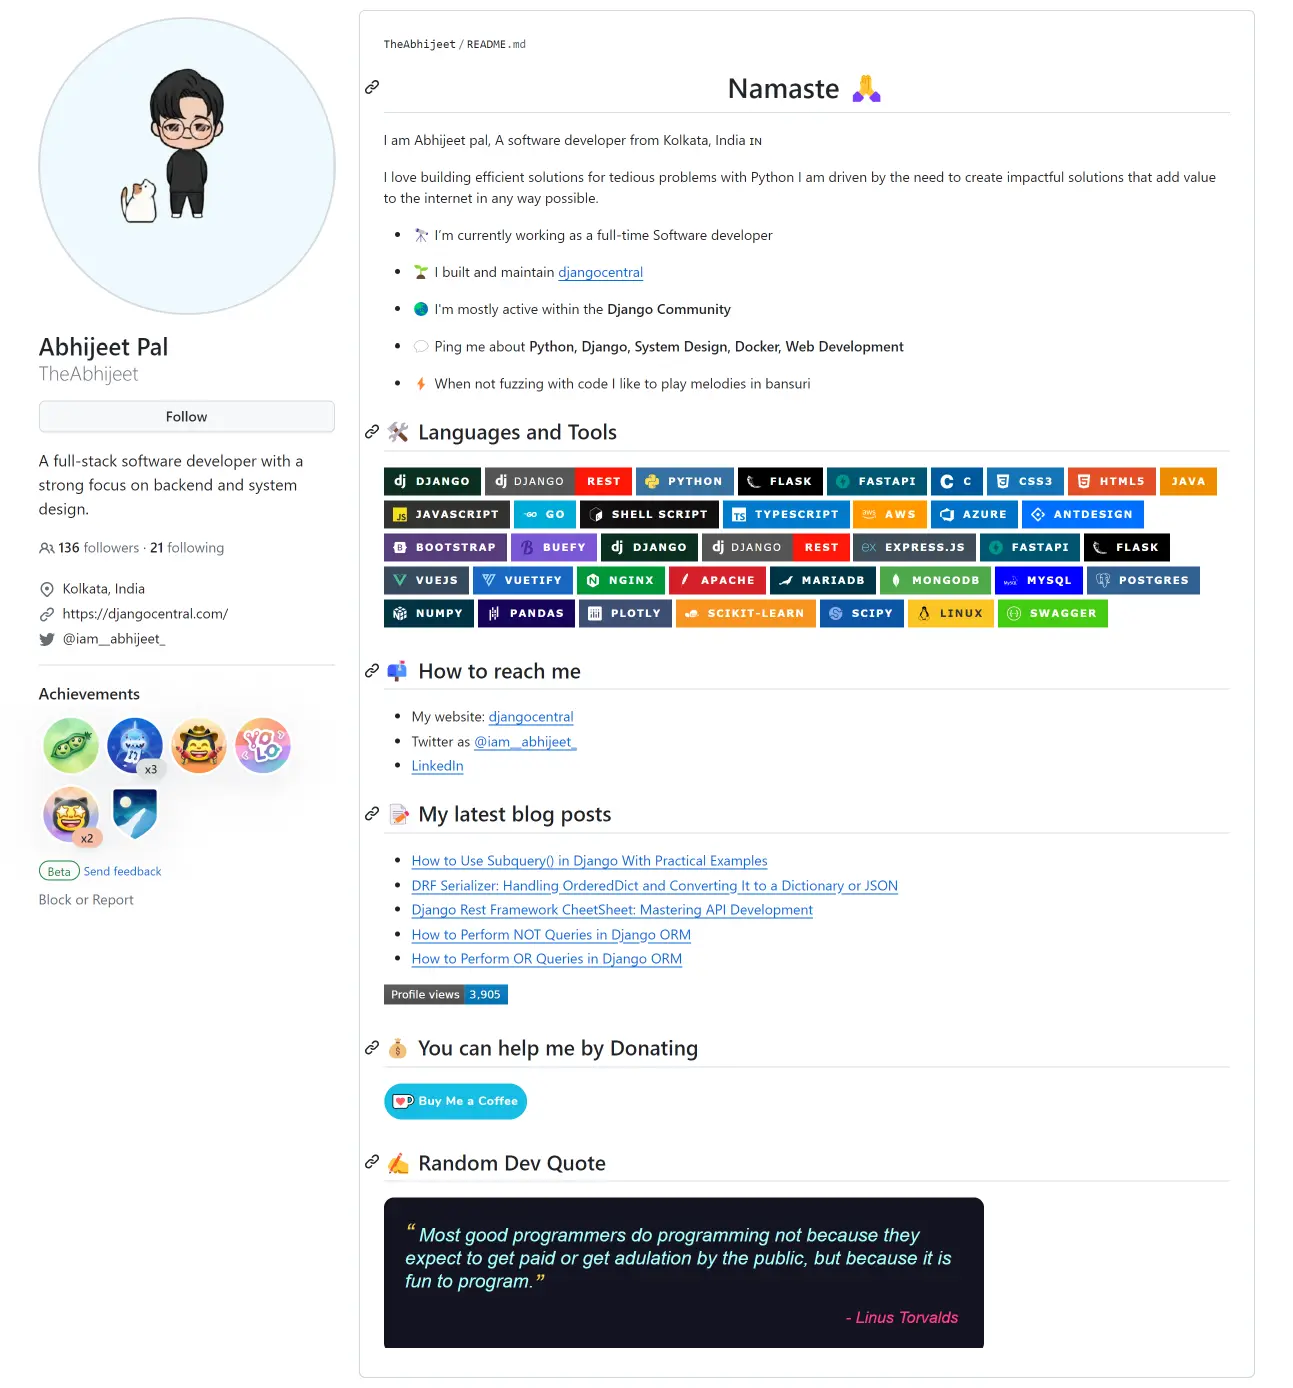 Abhijeet Pal
TheAbhijeet
Follow
A full-stack software developer with a
strong focus on backend and system
design.
136 followers · 21 following
Kolkata, India
https://djangocentral.com/
@iam__abhijeet_
Achievements
x3
YOLO
x2
Beta Send feedback
Block or Report
TheAbhijeet / README.md
Namaste
I am Abhijeet pal, A software developer from Kolkata, India IN
I love building efficient solutions for tedious problems with Python I am driven by the need to create impactful solutions that add value
to the internet in any way possible.
I'm currently working as a full-time Software developer
I built and maintain djangocentral
I'm mostly active within the Django Community
Ping me about Python, Django, System Design, Docker, Web Development
When not fuzzing with code I like to play melodies in bansuri
Languages and Tools
dj DJANGO dj DJANGO REST PYTHON FLASK FASTAPI C CSS3 HTML5 JAVA
JS JAVASCRIPT GO SHELL SCRIPT TS TYPESCRIPT aws AWS AZURE ANTDESIGN
B BOOTSTRAP BUEFY dj DJANGO dj DJANGO REST ex EXPRESS.JS FASTAPI FLASK
VUEJS VUETIFY NGINX APACHE MARIADB MONGODB MySQL MYSQL POSTGRES
NUMPY PANDAS PLOTLY SCIKIT-LEARN SCIPY LINUX SWAGGER
How to reach me
My website: djangocentral
Twitter as @iam__abhijeet_
LinkedIn
My latest blog posts
How to Use Subquery() in Django With Practical Examples
DRF Serializer: Handling OrderedDict and Converting It to a Dictionary or JSON
Django Rest Framework CheetSheet: Mastering API Development
How to Perform NOT Queries in Django ORM
How to Perform OR Queries in Django ORM
Profile views 3,905
You can help me by Donating
Buy Me a Coffee
Random Dev Quote
“ Most good programmers do programming not because they
expect to get paid or get adulation by the public, but because it is
fun to program.”
- Linus Torvalds